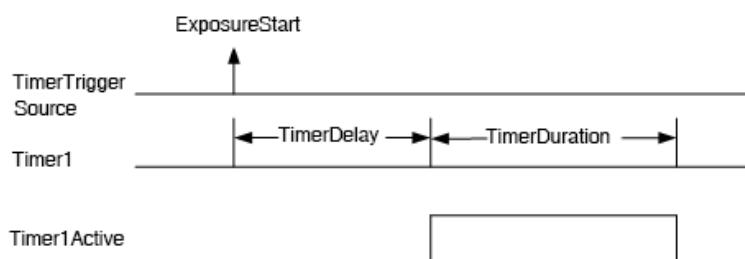 ExposureStart
TimerTrigger
Source
TimerDelay TimerDuration
Timer1
Timer1Active